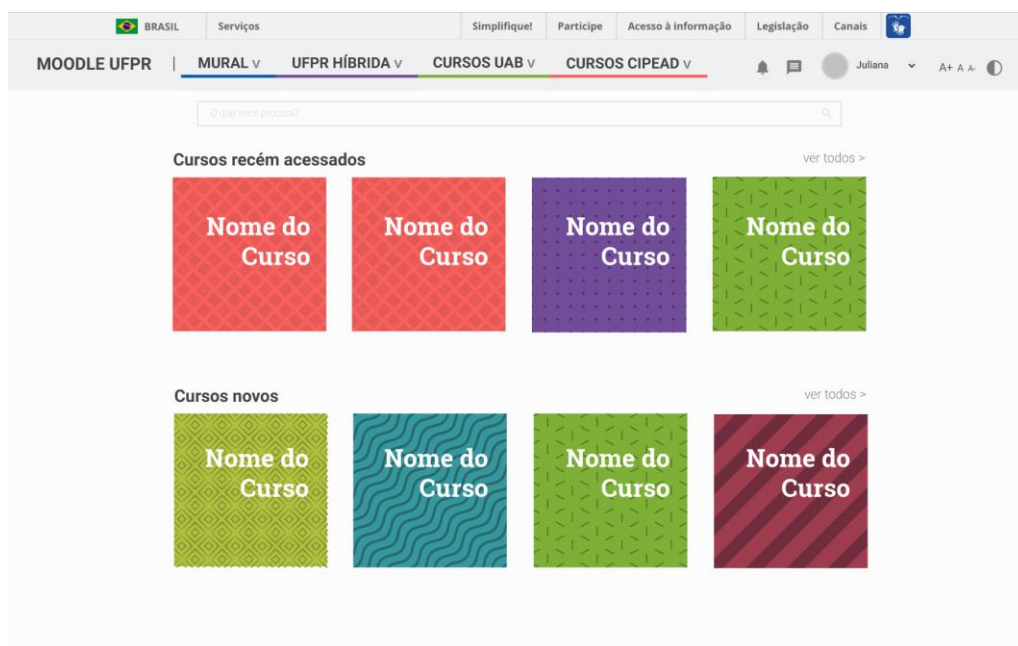 BRASIL Serviços Simplifique! Participe Acesso à informação Legislação Canais
MOODLE UFPR | MURAL v UFPR HÍBRIDA v CURSOS UAB v CURSOS CIPEAD v Juliana A+ A A-
O que você procura?
Cursos recém acessados ver todos >
Nome do
Curso
Nome do
Curso
Nome do
Curso
Nome do
Curso
Cursos novos ver todos >
Nome do
Curso
Nome do
Curso
Nome do
Curso
Nome do
Curso